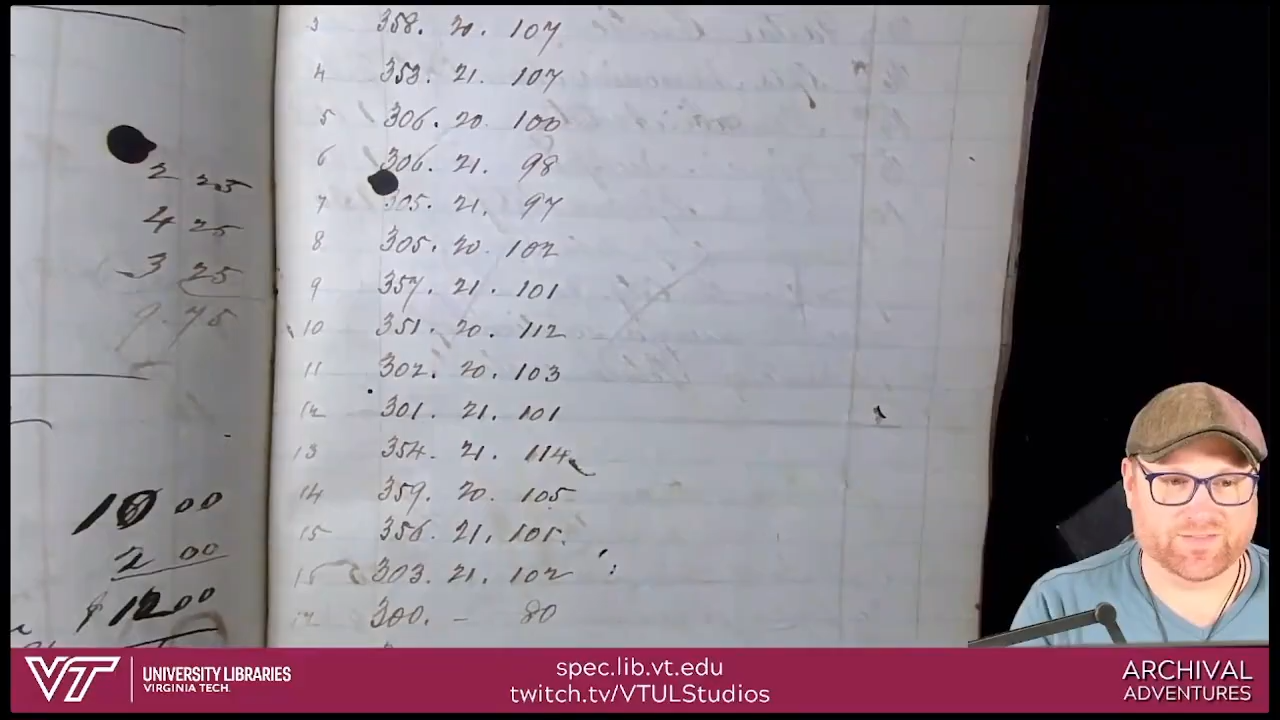 2 25
4 25
3 25
9.75
10 00
2 00
$12 00
3 358. 20. 107
4 353. 21. 107
5 306. 20. 100
6 306. 21. 98
7 305. 21. 97
8 305. 20. 102
9 357. 21. 101
10 351. 20. 112
11 302. 20. 103
12 301. 21. 101
13 354. 21. 114
14 359. 20. 105
15 356. 21. 105.
303. 21. 102
300. - 80
VT
UNIVERSITY LIBRARIES
VIRGINIA TECH.
spec.lib.vt.edu
twitch.tv/VTULStudios
ARCHIVAL
ADVENTURES